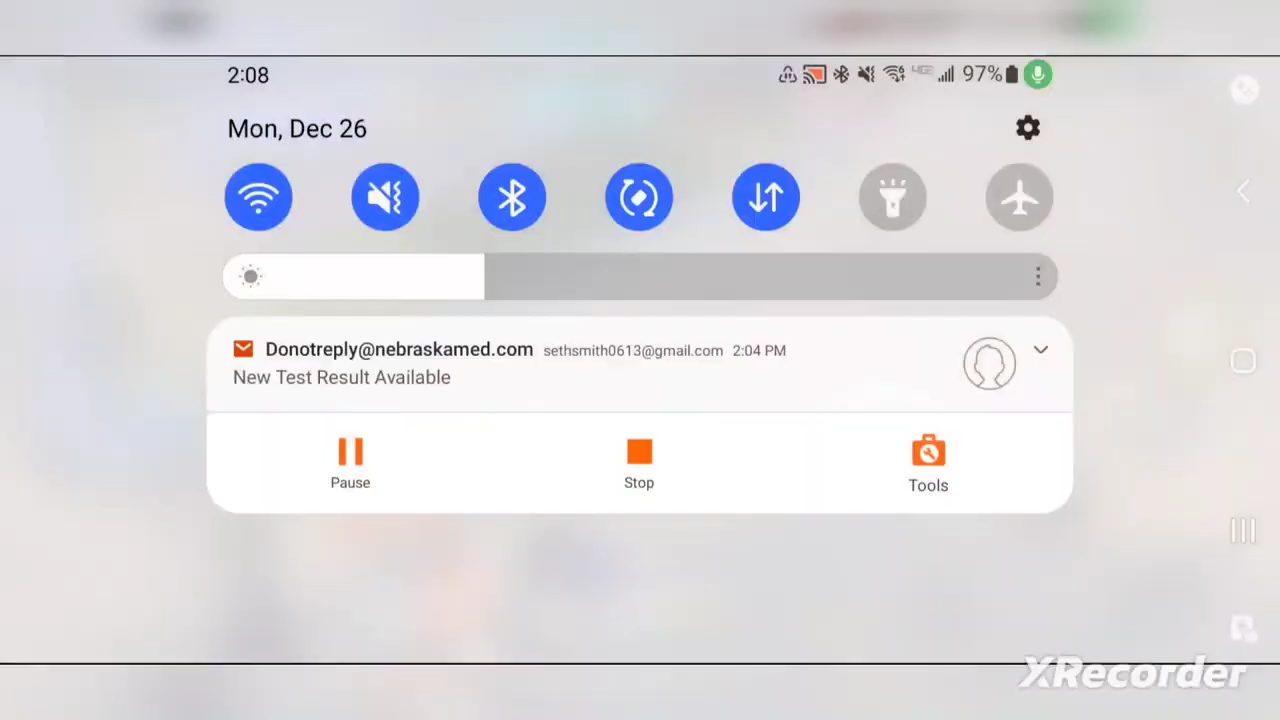 2:08
97%
Mon, Dec 26
Donotreply@nebraskamed.com sethsmith0613@gmail.com 2:04 PM
New Test Result Available
Pause Stop Tools
XRecorder